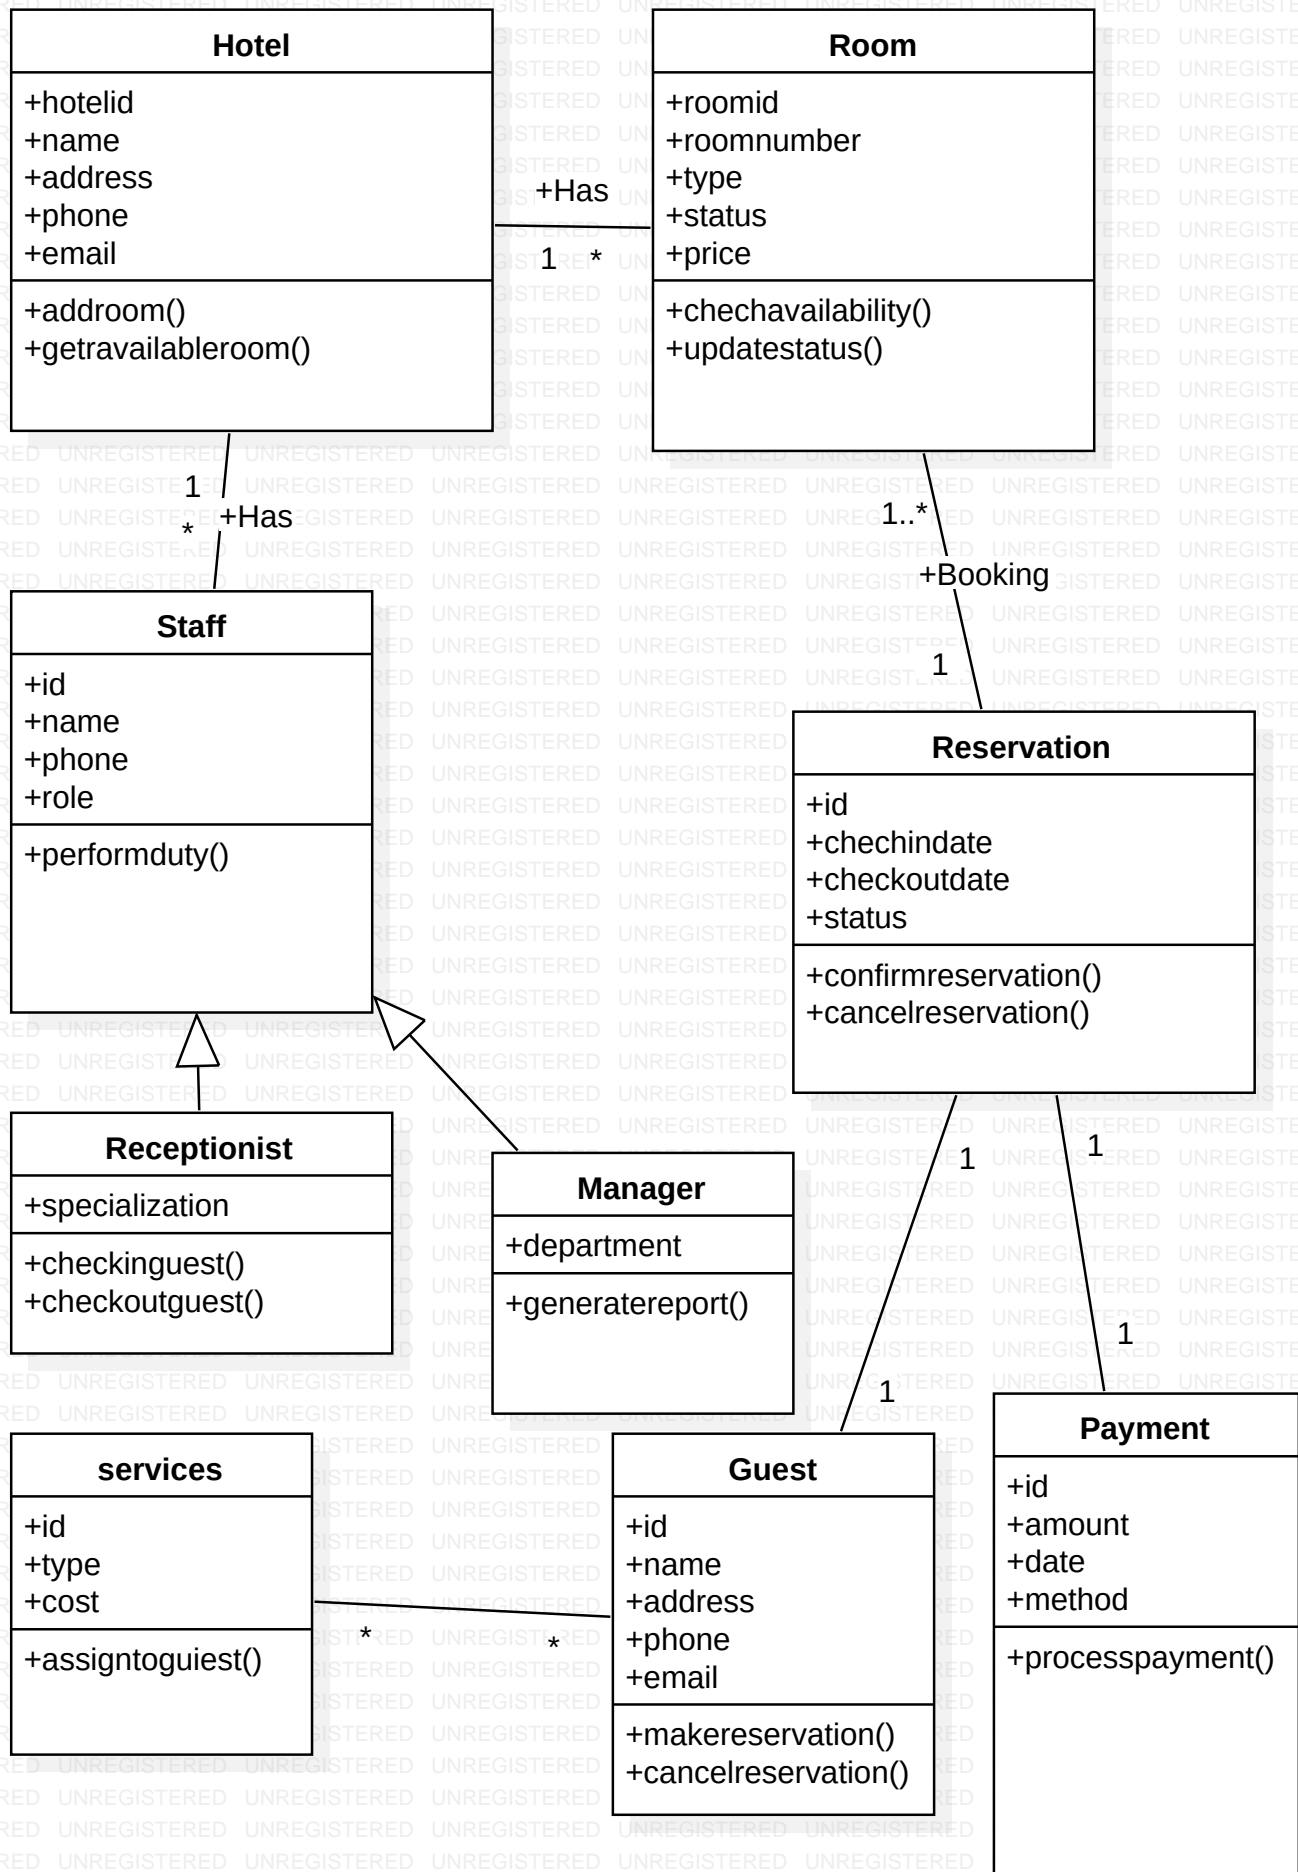 Hotel
+hotelid
+name
+address
+phone
+email
+addroom()
+getravailableroom()
+Has
1 *
Room
+roomid
+roomnumber
+type
+status
+price
+chechavailability()
+updatestatus()
1
*
+Has
1..*
+Booking
1
Staff
+id
+name
+phone
+role
+performduty()
Reservation
+id
+chechindate
+checkoutdate
+status
+confirmreservation()
+cancelreservation()
Receptionist
+specialization
+checkinguest()
+checkoutguest()
Manager
+department
+generatereport()
1
1
1
1
services
+id
+type
+cost
+assigntoguiest()
* *
Guest
+id
+name
+address
+phone
+email
+makereservation()
+cancelreservation()
Payment
+id
+amount
+date
+method
+processpayment()
UNREGISTERED